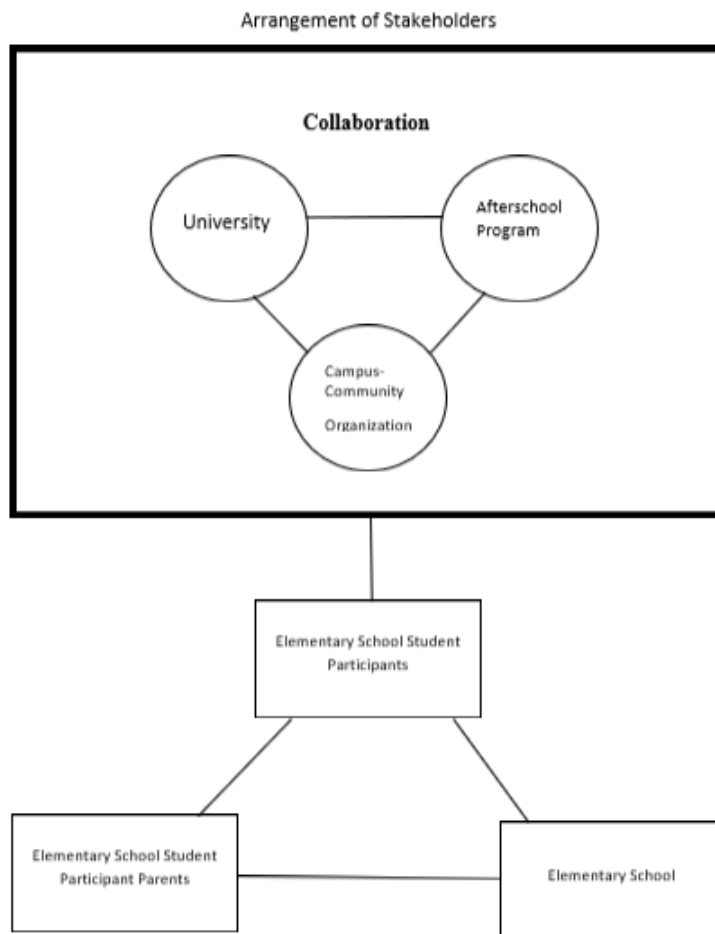 Arrangement of Stakeholders
Collaboration
University
Afterschool
Program
Campus-
Community
Organization
Elementary School Student
Participants
Elementary School Student
Participant Parents
Elementary School